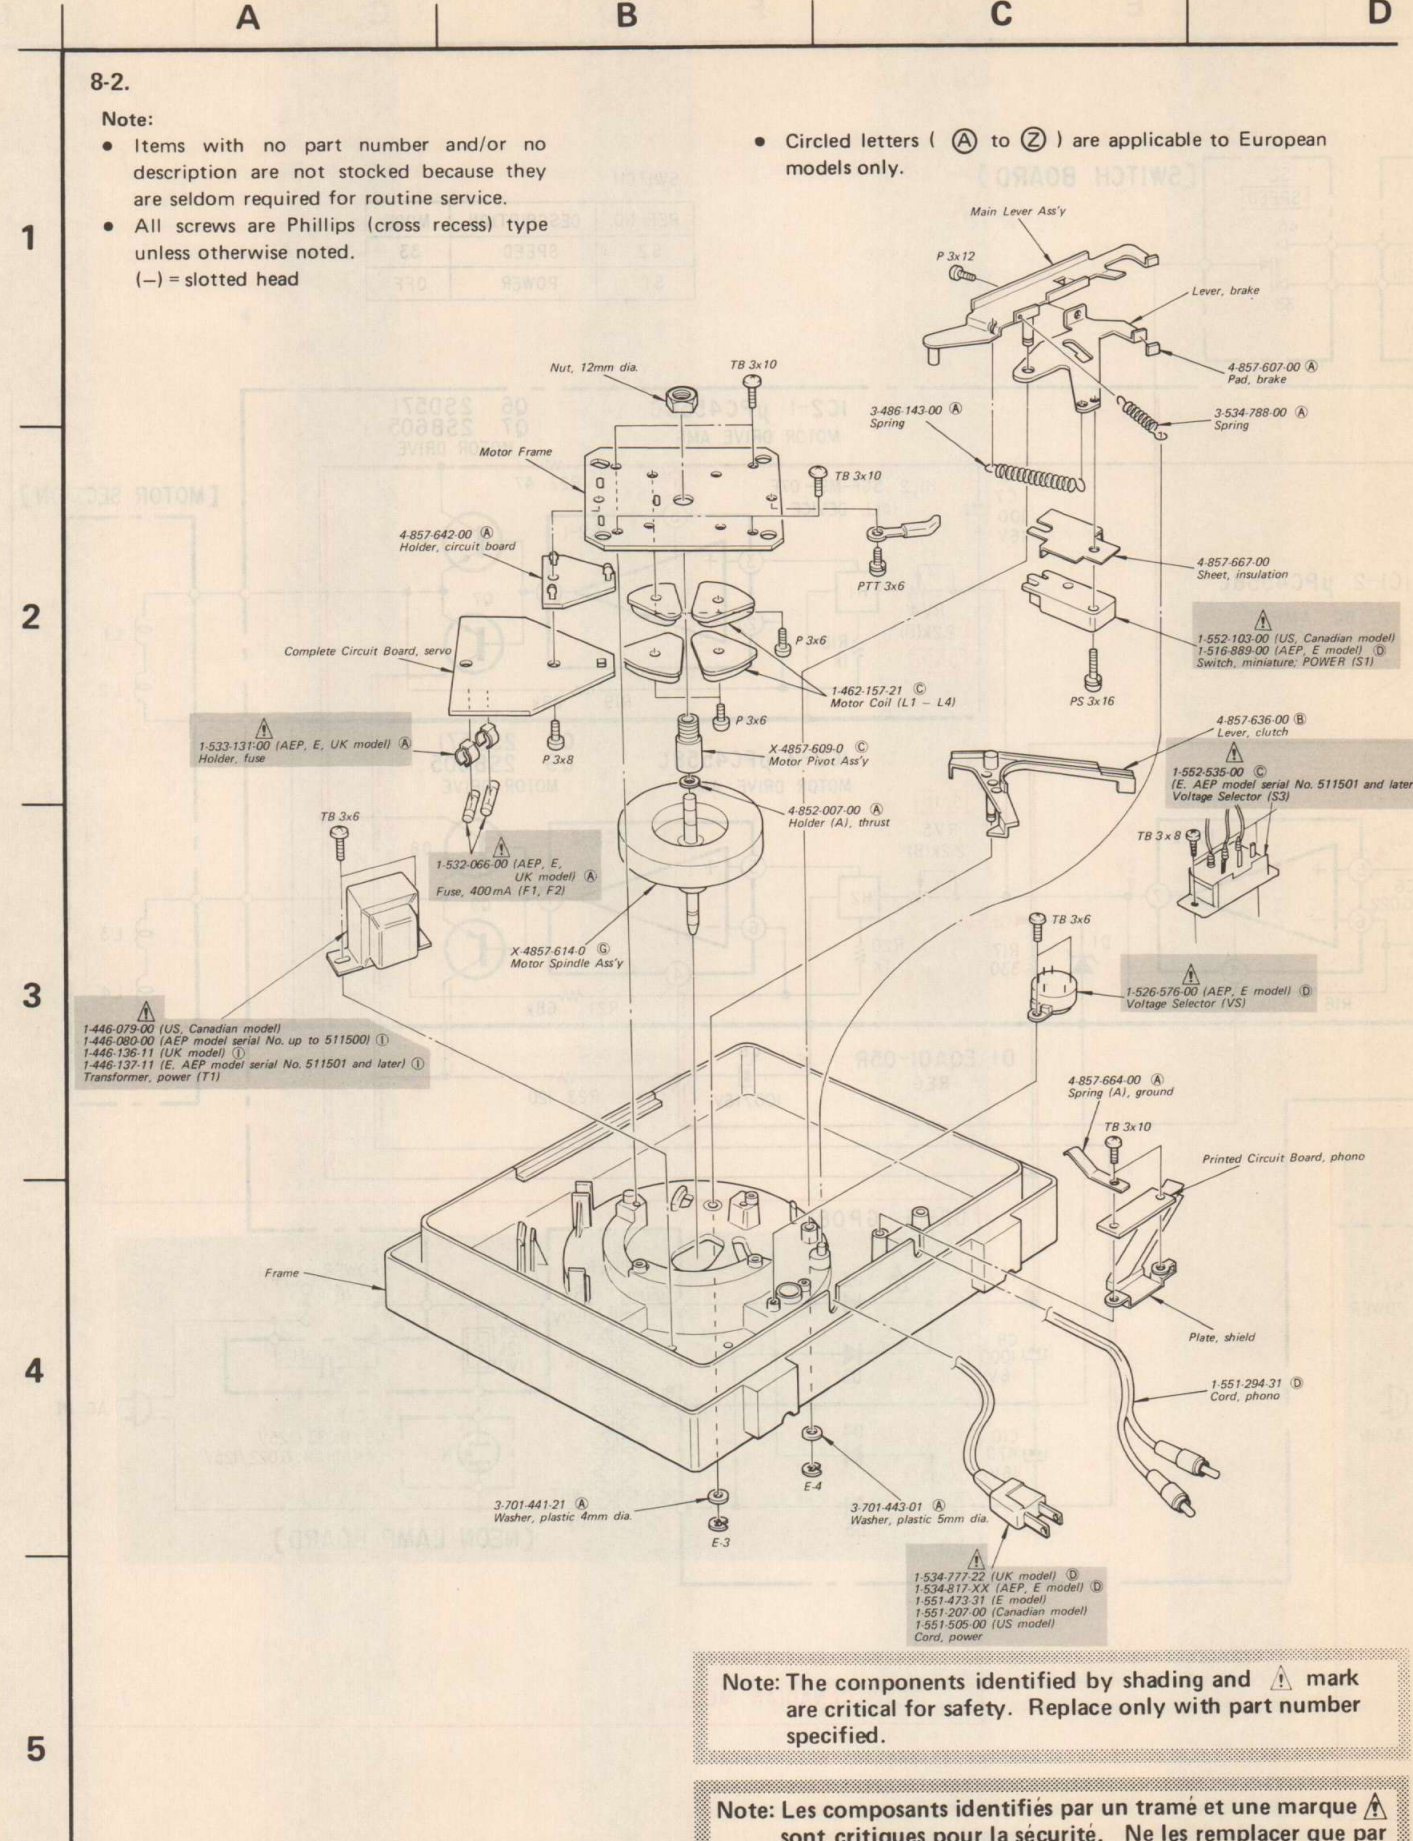 A B C D
1
2
3
4
5
8-2.
Note:
● Items with no part number and/or no
description are not stocked because they
are seldom required for routine service.
● All screws are Phillips (cross recess) type
unless otherwise noted.
(−) = slotted head
● Circled letters ( Ⓐ to Ⓩ ) are applicable to European
models only.
Main Lever Ass'y
P 3x12
Lever, brake
4-857-607-00 Ⓐ
Pad, brake
3-486-143-00 Ⓐ
Spring
3-534-788-00 Ⓐ
Spring
Nut, 12mm dia.
TB 3x10
Motor Frame
TB 3x10
4-857-642-00 Ⓐ
Holder, circuit board
PTT 3x6
4-857-667-00
Sheet, insulation
⚠
1-552-103-00 (US, Canadian model)
1-516-889-00 (AEP, E model) Ⓓ
Switch, miniature; POWER (S1)
Complete Circuit Board, servo
P 3x6
1-462-157-21 Ⓒ
Motor Coil (L1 − L4)
PS 3x16
P 3x6
⚠
1-533-131-00 (AEP, E, UK model) Ⓐ
Holder, fuse
P 3x8
X-4857-609-0 Ⓒ
Motor Pivot Ass'y
4-857-636-00 Ⓑ
Lever, clutch
⚠
1-552-535-00 Ⓒ
(E. AEP model serial No. 511501 and later
Voltage Selector (S3)
4-852-007-00 Ⓐ
Holder (A), thrust
TB 3x6
TB 3x8
⚠
1-532-066-00 (AEP, E,
UK model) Ⓐ
Fuse, 400mA (F1, F2)
TB 3x6
X-4857-614-0 Ⓖ
Motor Spindle Ass'y
⚠
1-526-576-00 (AEP, E model) Ⓓ
Voltage Selector (VS)
⚠
1-446-079-00 (US, Canadian model)
1-446-080-00 (AEP model serial No. up to 511500) Ⓘ
1-446-136-11 (UK model) Ⓘ
1-446-137-11 (E. AEP model serial No. 511501 and later) Ⓘ
Transformer, power (T1)
4-857-664-00 Ⓐ
Spring (A), ground
TB 3x10
Printed Circuit Board, phono
Frame
Plate, shield
1-551-294-31 Ⓓ
Cord, phono
E-4
3-701-441-21 Ⓐ
Washer, plastic 4mm dia.
E-3
3-701-443-01 Ⓐ
Washer, plastic 5mm dia.
⚠
1-534-777-22 (UK model) Ⓓ
1-534-817-XX (AEP, E model) Ⓓ
1-551-473-31 (E model)
1-551-207-00 (Canadian model)
1-551-505-00 (US model)
Cord, power
Note: The components identified by shading and ⚠ mark
are critical for safety. Replace only with part number
specified.
Note: Les composants identifiés par un tramé et une marque ⚠
sont critiques pour la sécurité. Ne les remplacer que par